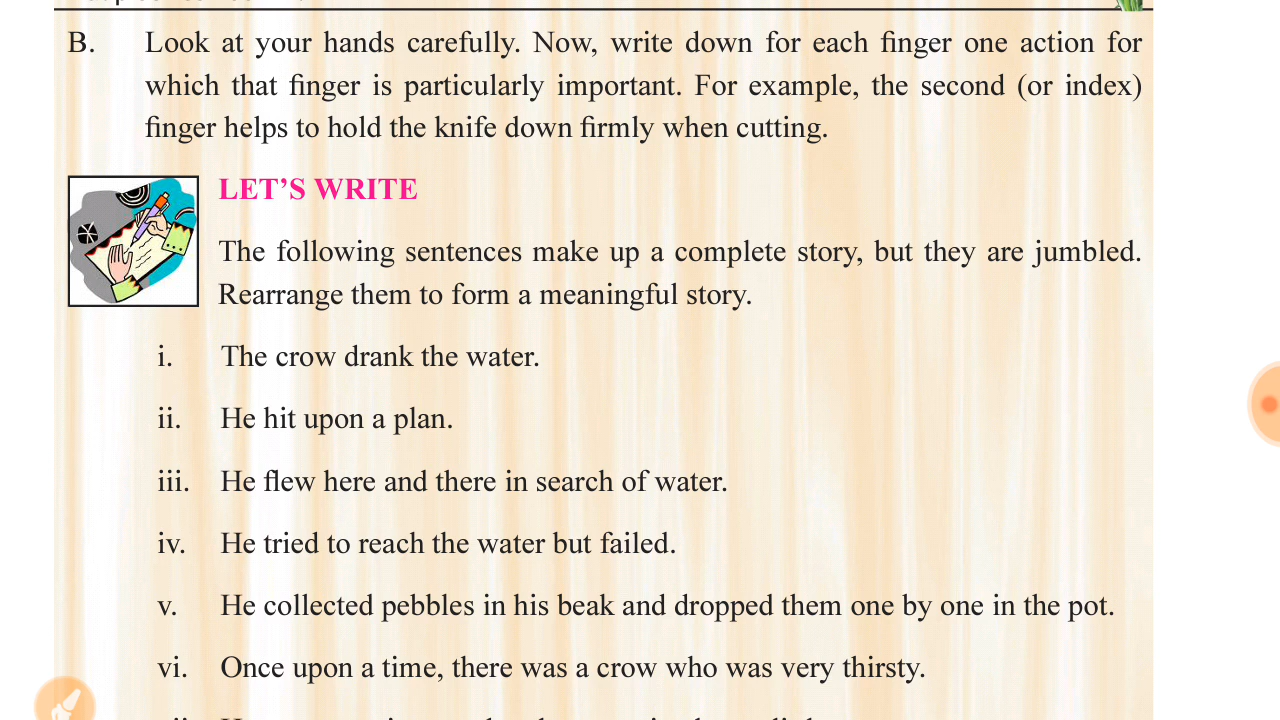 B. Look at your hands carefully. Now, write down for each finger one action for
which that finger is particularly important. For example, the second (or index)
finger helps to hold the knife down firmly when cutting.
LET'S WRITE
The following sentences make up a complete story, but they are jumbled.
Rearrange them to form a meaningful story.
i. The crow drank the water.
ii. He hit upon a plan.
iii. He flew here and there in search of water.
iv. He tried to reach the water but failed.
v. He collected pebbles in his beak and dropped them one by one in the pot.
vi. Once upon a time, there was a crow who was very thirsty.